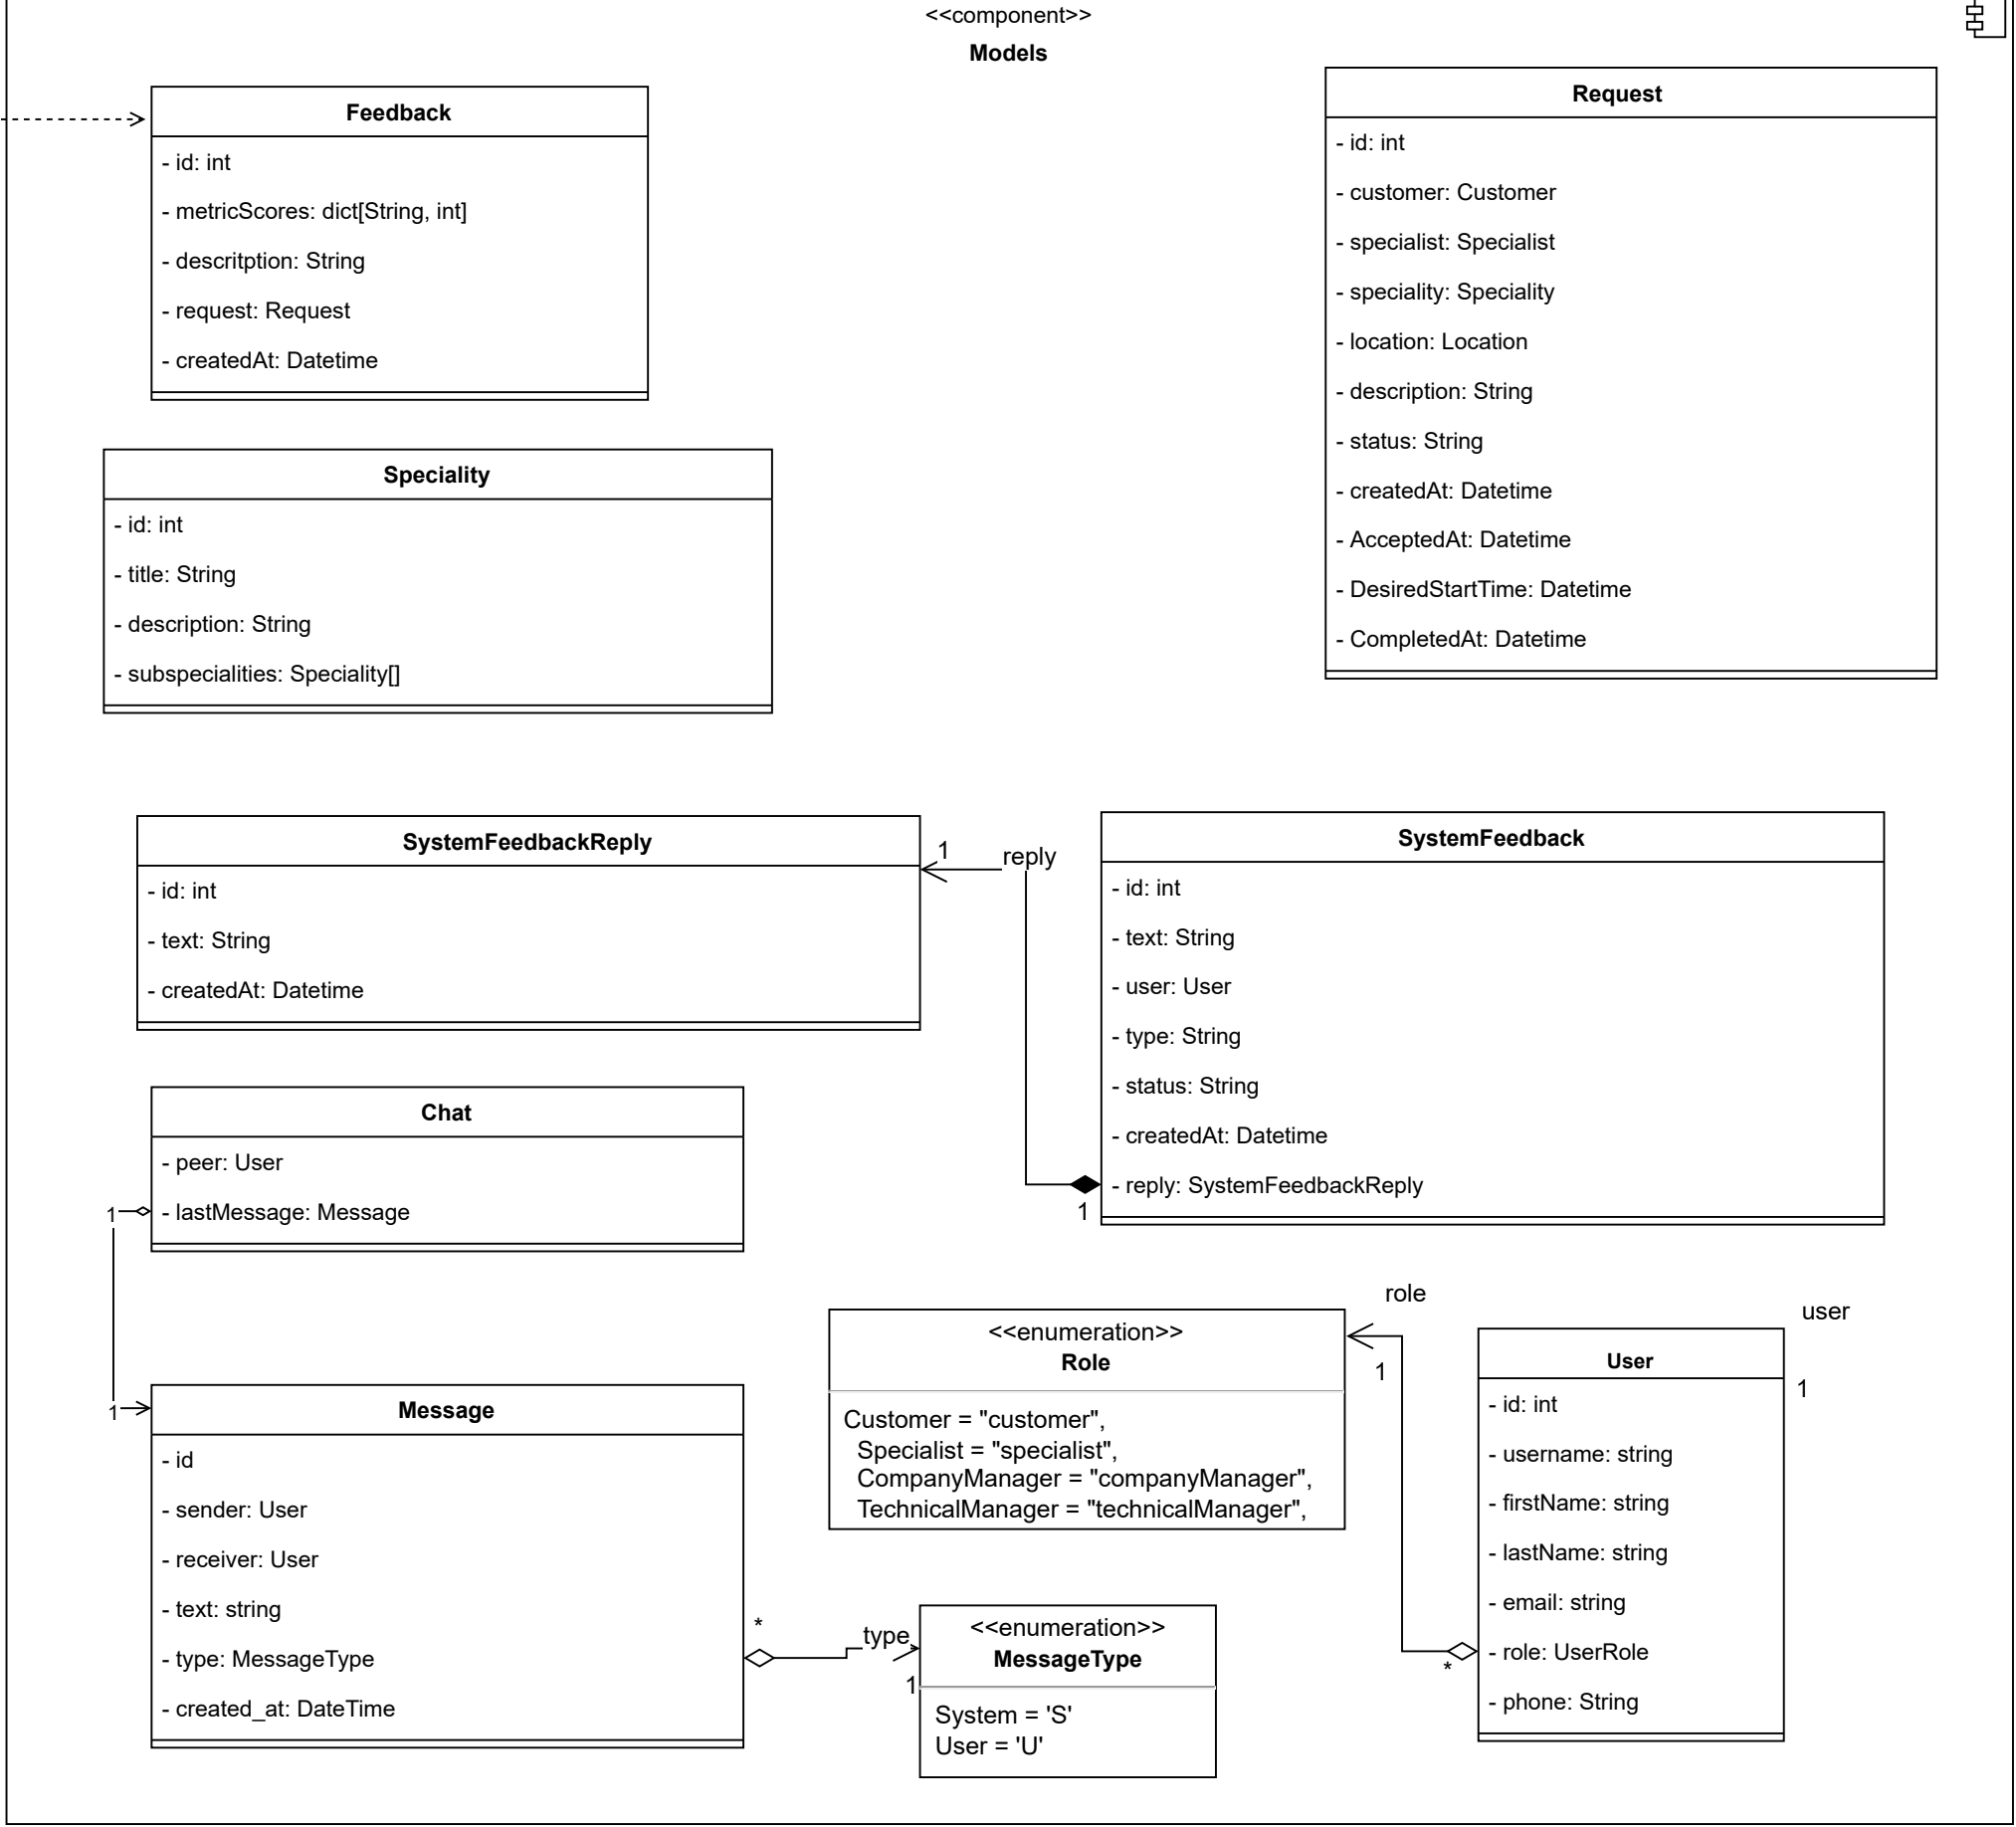 <<component>>
Models
Feedback
- id: int
- metricScores: dict[String, int]
- descritption: String
- request: Request
- createdAt: Datetime
Request
- id: int
- customer: Customer
- specialist: Specialist
- speciality: Speciality
- location: Location
- description: String
- status: String
- createdAt: Datetime
- AcceptedAt: Datetime
- DesiredStartTime: Datetime
- CompletedAt: Datetime
Speciality
- id: int
- title: String
- description: String
- subspecialities: Speciality[]
SystemFeedbackReply
- id: int
- text: String
- createdAt: Datetime
1
reply
SystemFeedback
- id: int
- text: String
- user: User
- type: String
- status: String
- createdAt: Datetime
- reply: SystemFeedbackReply
1
Chat
- peer: User
- lastMessage: Message
1
1
Message
- id
- sender: User
- receiver: User
- text: string
- type: MessageType
- created_at: DateTime
*
type
1
<<enumeration>>
Role
Customer = "customer",
Specialist = "specialist",
CompanyManager = "companyManager",
TechnicalManager = "technicalManager",
role
1
<<enumeration>>
MessageType
System = 'S'
User = 'U'
user
1
User
- id: int
- username: string
- firstName: string
- lastName: string
- email: string
- role: UserRole
- phone: String
*